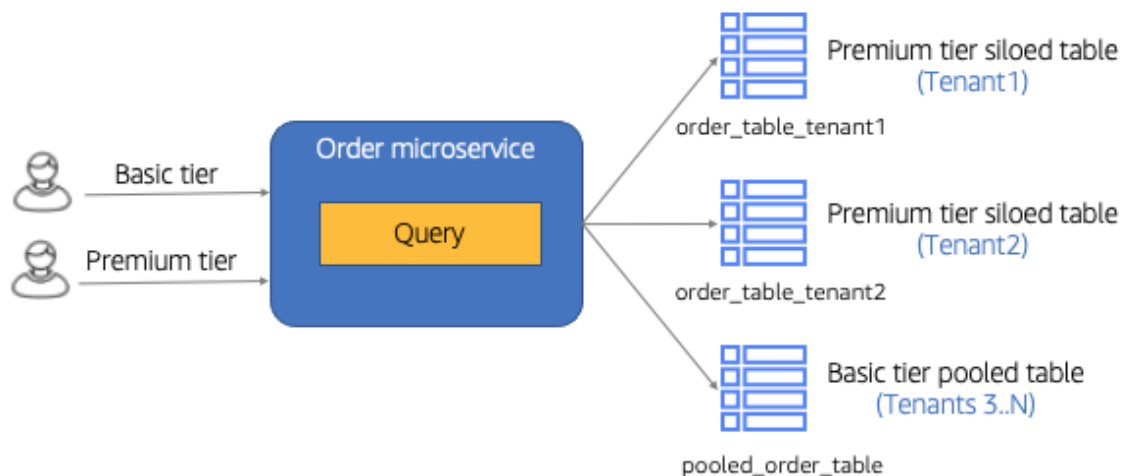 Basic tier
Premium tier
Order microservice
Query
Premium tier siloed table
(Tenant1)
order_table_tenant1
Premium tier siloed table
(Tenant2)
order_table_tenant2
Basic tier pooled table
(Tenants 3..N)
pooled_order_table